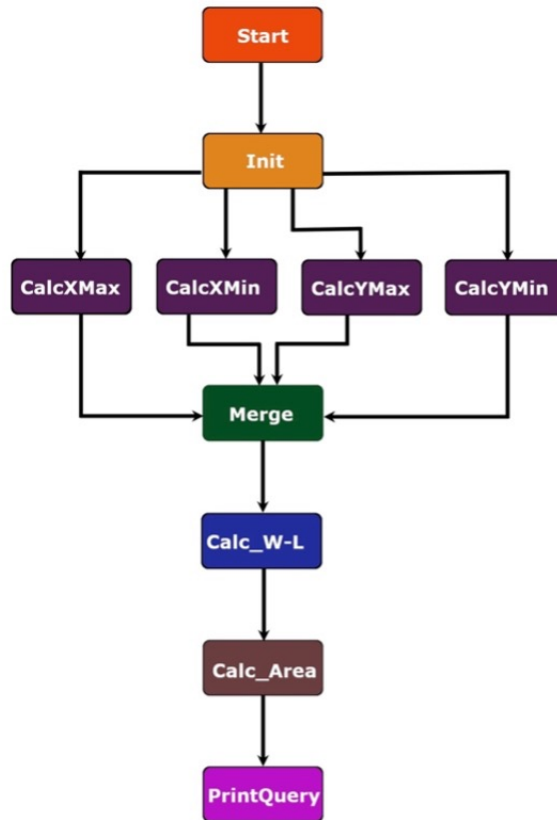 Start
Init
CalcXMax
CalcXMin
CalcYMax
CalcYMin
Merge
Calc_W-L
Calc_Area
PrintQuery